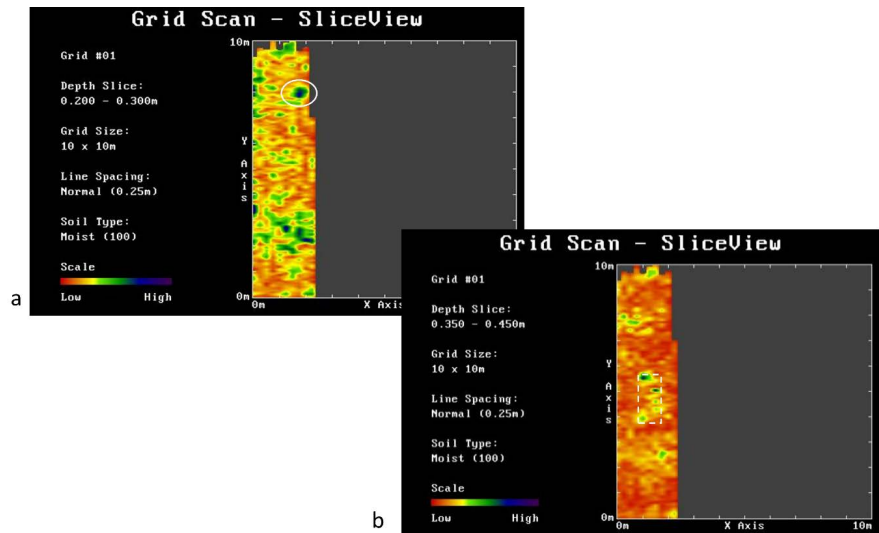 Grid Scan - SliceView
10m
Grid #01
Depth Slice:
0.200 - 0.300m
Grid Size:
10 x 10m
Y Axis
Line Spacing:
Normal (0.25m)
Soil Type:
Moist (100)
Scale
Low High
0m
0m X Axis
a
Grid Scan - SliceView
10m
Grid #01
Depth Slice:
0.350 - 0.450m
Grid Size:
10 x 10m
Y Axis
Line Spacing:
Normal (0.25m)
Soil Type:
Moist (100)
Scale
Low High
0m
0m X Axis 10m
b